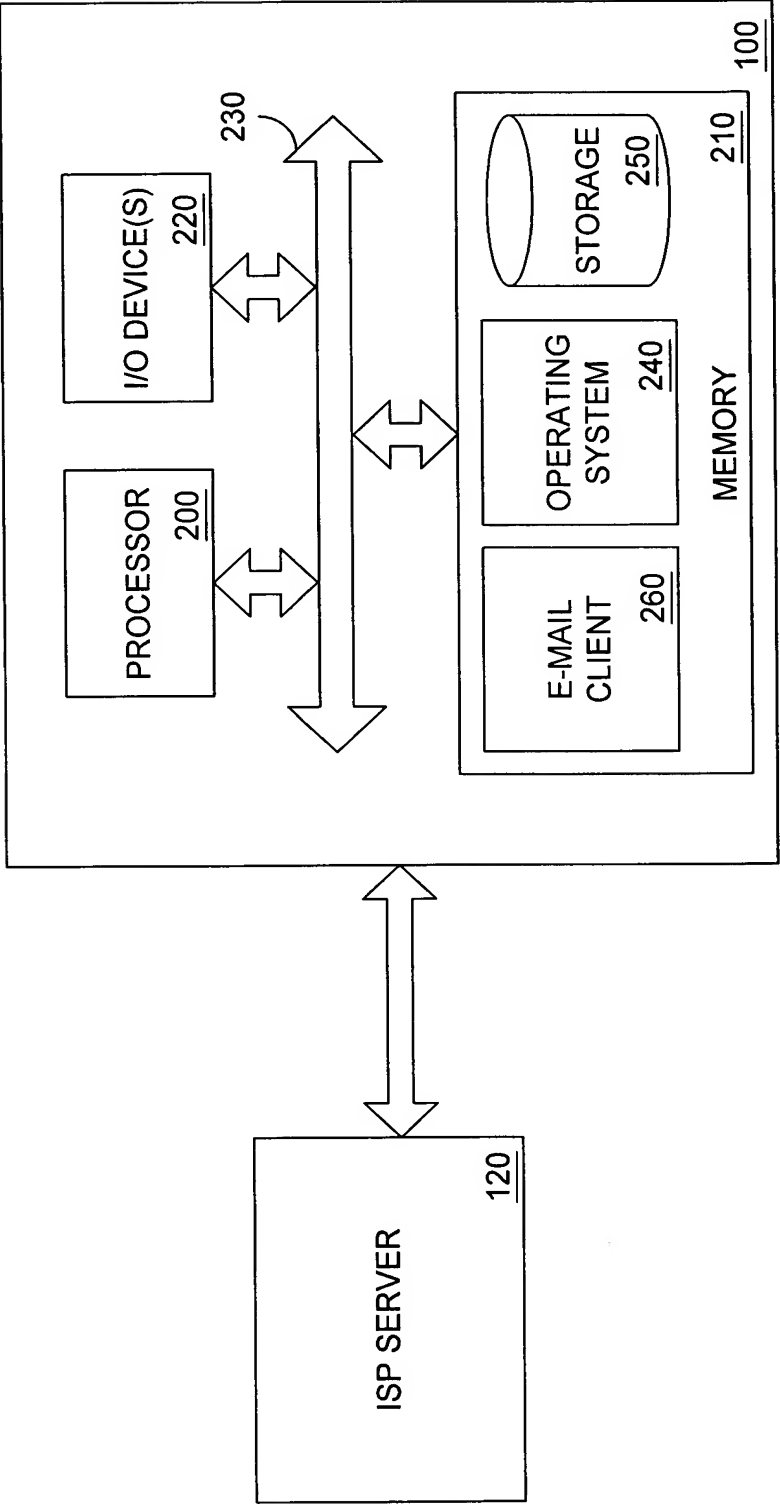 ISP SERVER
120
PROCESSOR
200
I/O DEVICE(S)
220
230
E-MAIL
CLIENT
260
OPERATING
SYSTEM
240
STORAGE
250
MEMORY
210
100